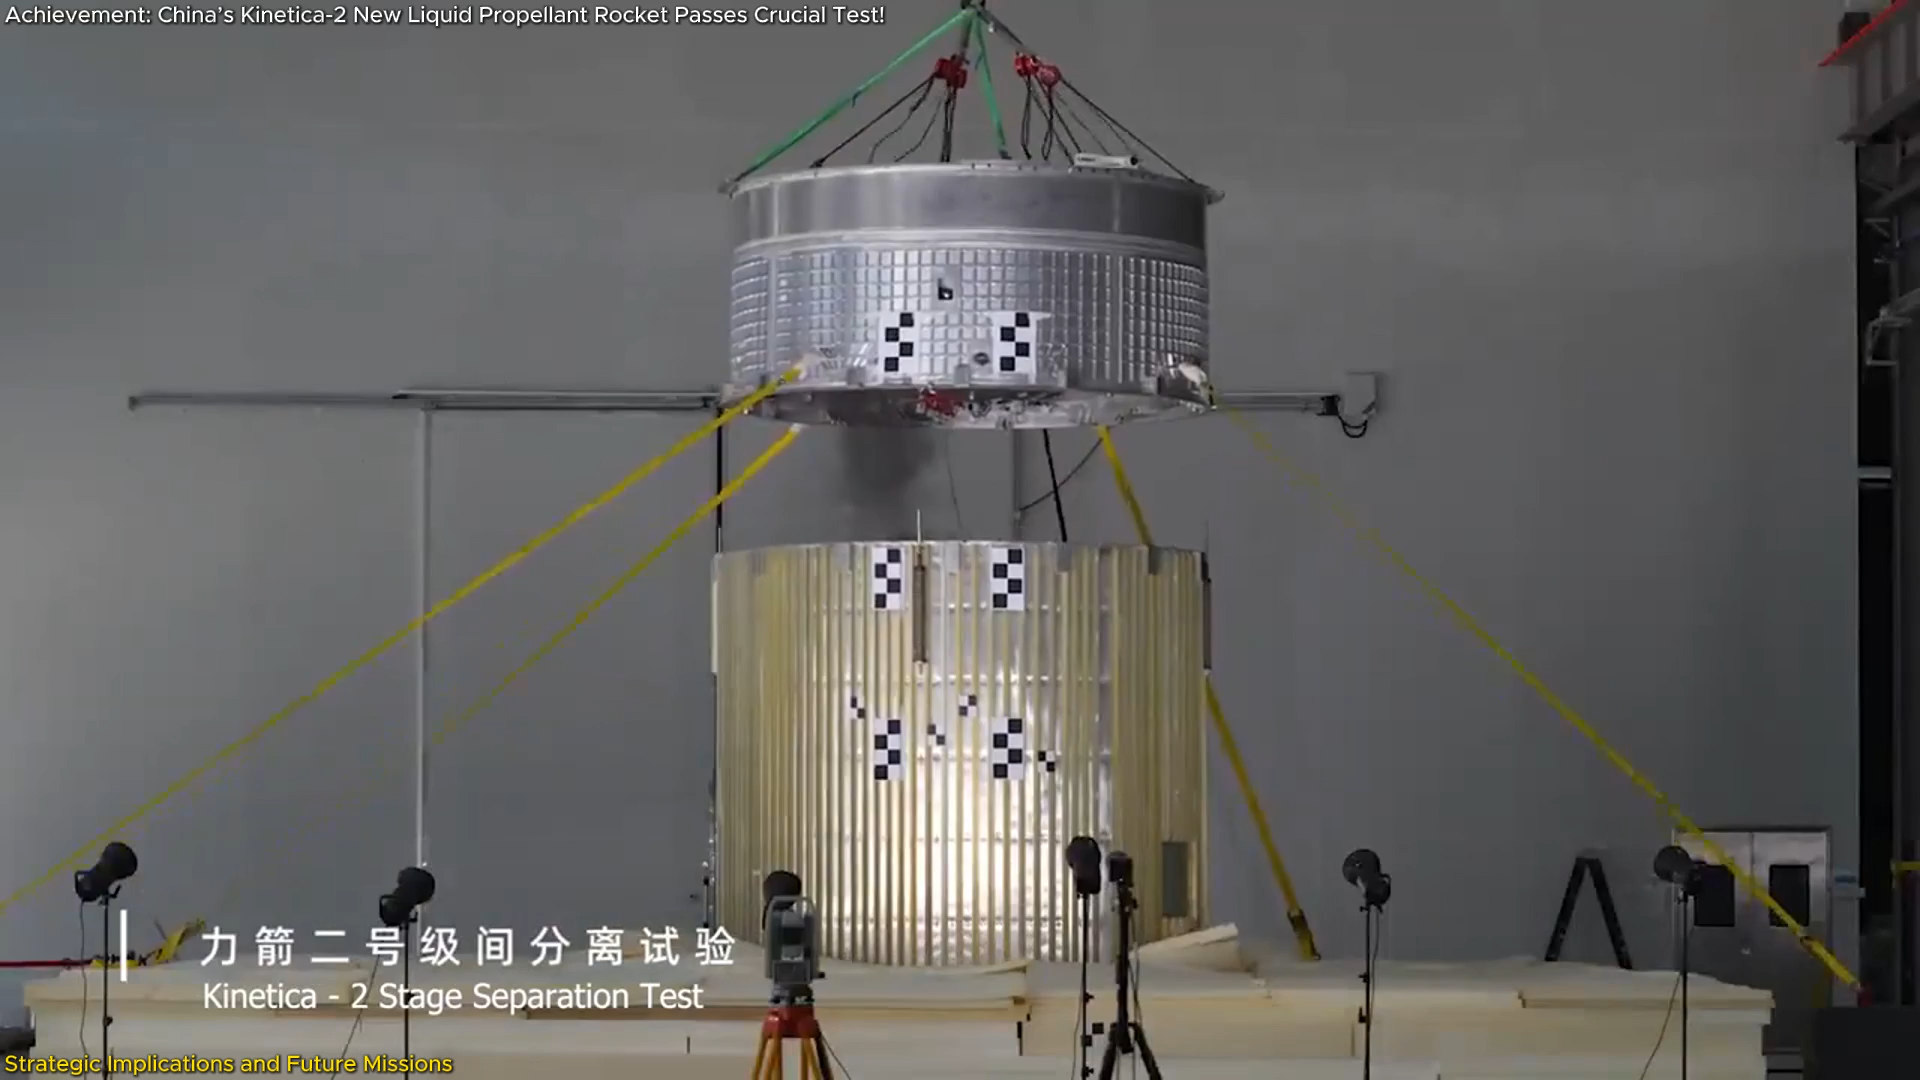 Achievement: China’s Kinetica-2 New Liquid Propellant Rocket Passes Crucial Test!
力箭二号级间分离试验
Kinetica - 2 Stage Separation Test
Strategic Implications and Future Missions